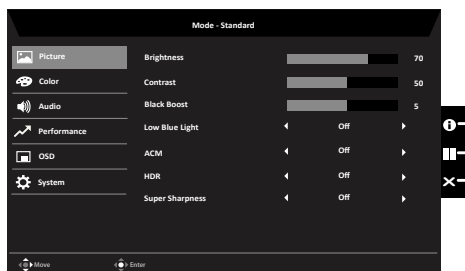 Mode - Standard
Picture
Brightness 70
Color
Contrast 50
Audio
Black Boost 5
Performance
Low Blue Light Off
OSD
ACM Off
System
HDR Off
Super Sharpness Off
Move Enter